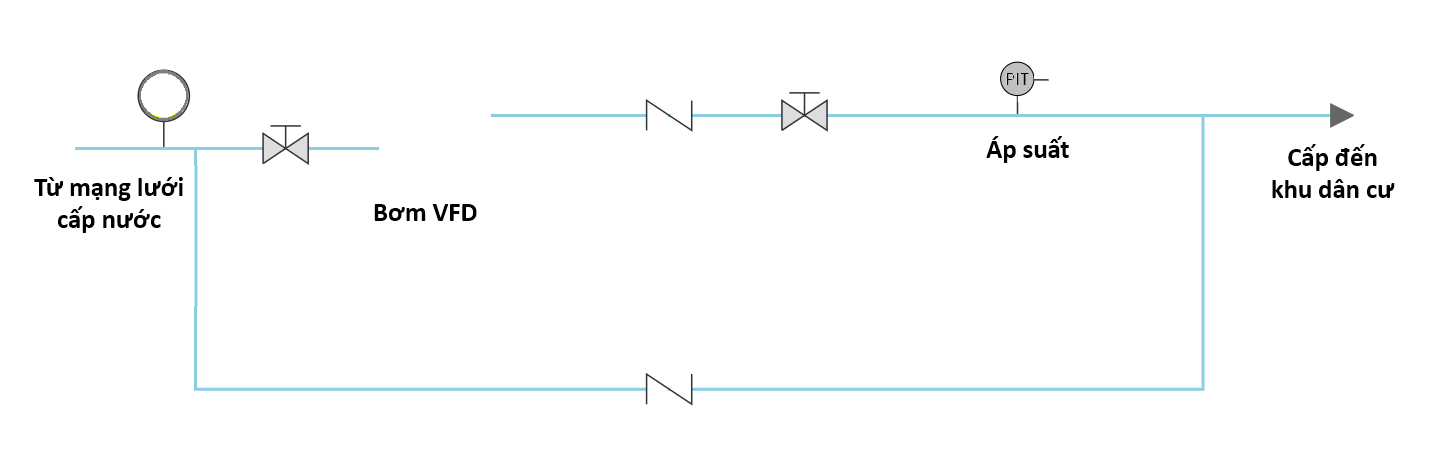 PIT
Áp suất
Từ mạng lưới
cấp nước
Bơm VFD
Cấp đến
khu dân cư